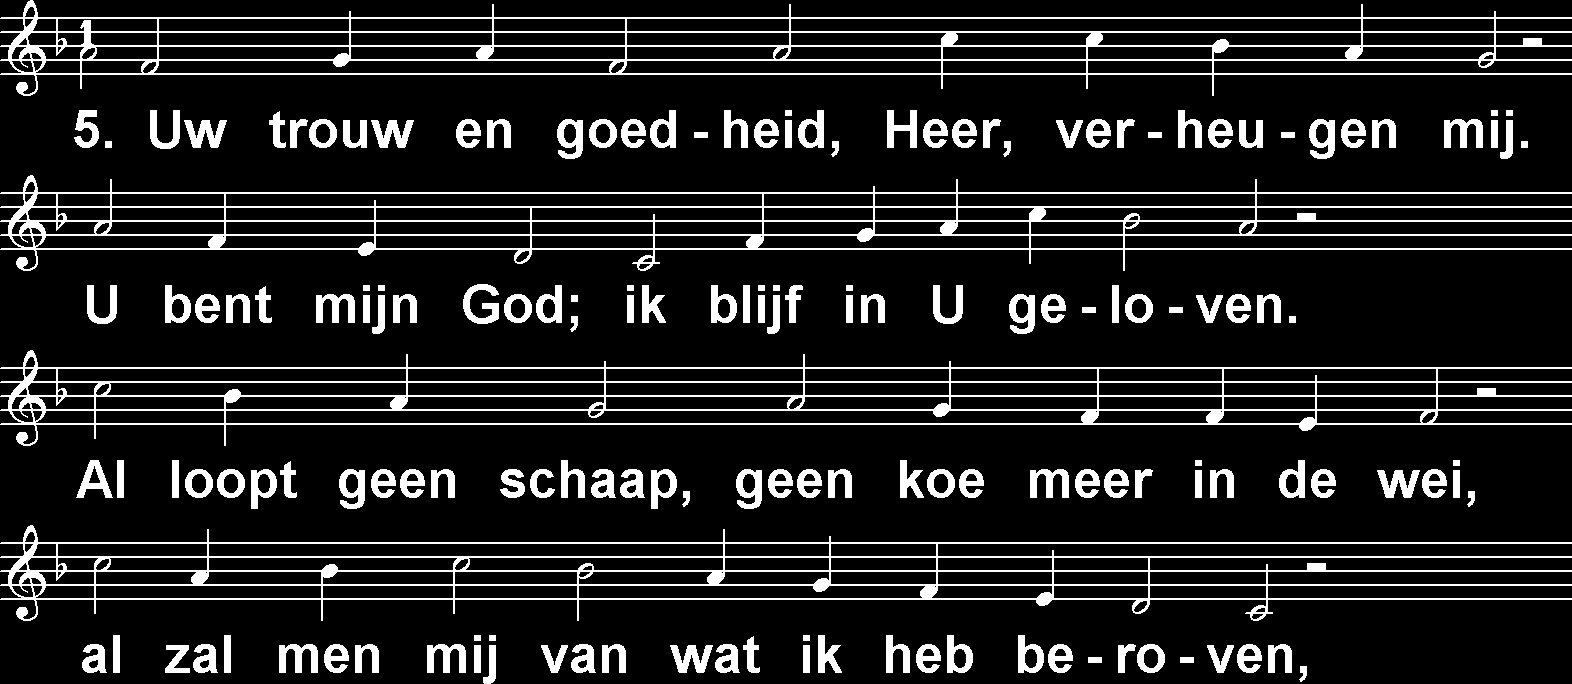 5. Uw trouw en goed - heid, Heer, ver - heu - gen mij.
U bent mijn God; ik blijf in U ge - lo - ven.
Al loopt geen schaap, geen koe meer in de wei,
al zal men mij van wat ik heb be - ro - ven,